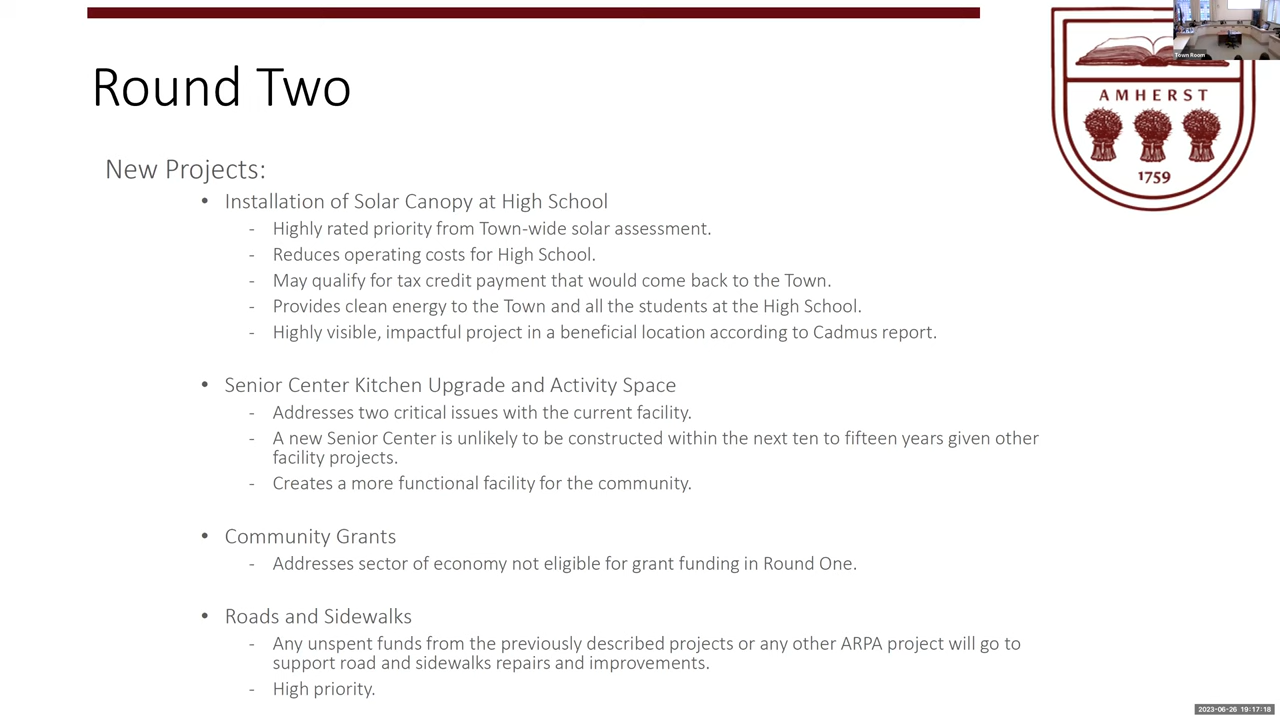 Round Two
New Projects:
• Installation of Solar Canopy at High School
- Highly rated priority from Town-wide solar assessment.
- Reduces operating costs for High School.
- May qualify for tax credit payment that would come back to the Town.
- Provides clean energy to the Town and all the students at the High School.
- Highly visible, impactful project in a beneficial location according to Cadmus report.
• Senior Center Kitchen Upgrade and Activity Space
- Addresses two critical issues with the current facility.
- A new Senior Center is unlikely to be constructed within the next ten to fifteen years given other
facility projects.
- Creates a more functional facility for the community.
• Community Grants
- Addresses sector of economy not eligible for grant funding in Round One.
• Roads and Sidewalks
- Any unspent funds from the previously described projects or any other ARPA project will go to
support road and sidewalks repairs and improvements.
- High priority.
Town Room
AMHERST
1759
2023-06-26 19:17:18